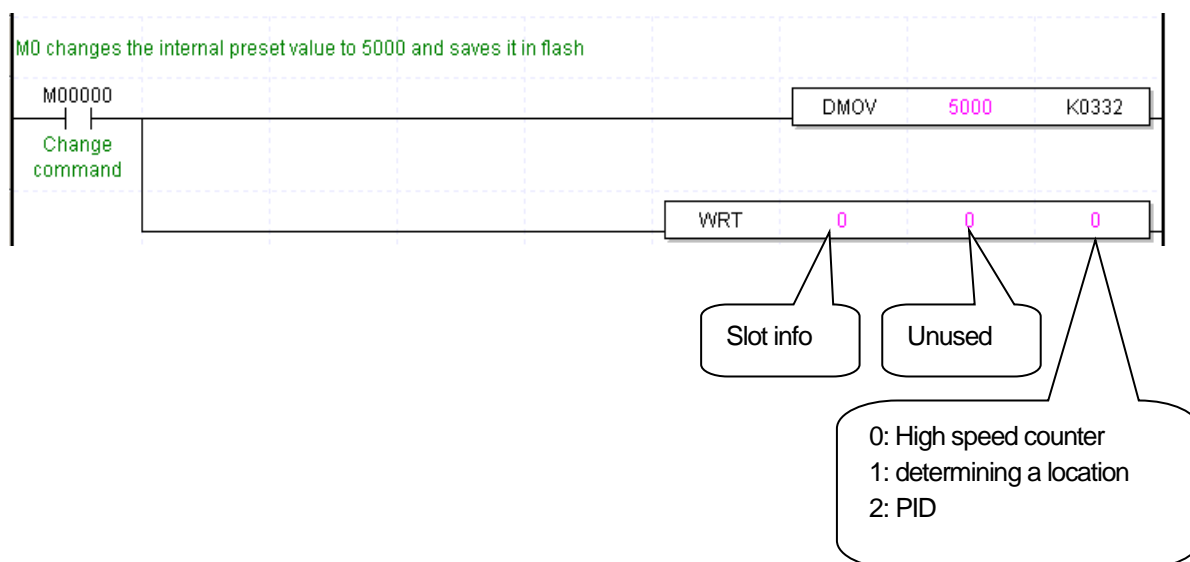 M0 changes the internal preset value to 5000 and saves it in flash
M00000
DMOV 5000 K0332
Change
command
WRT 0 0 0
Slot info
Unused
0: High speed counter
1: determining a location
2: PID